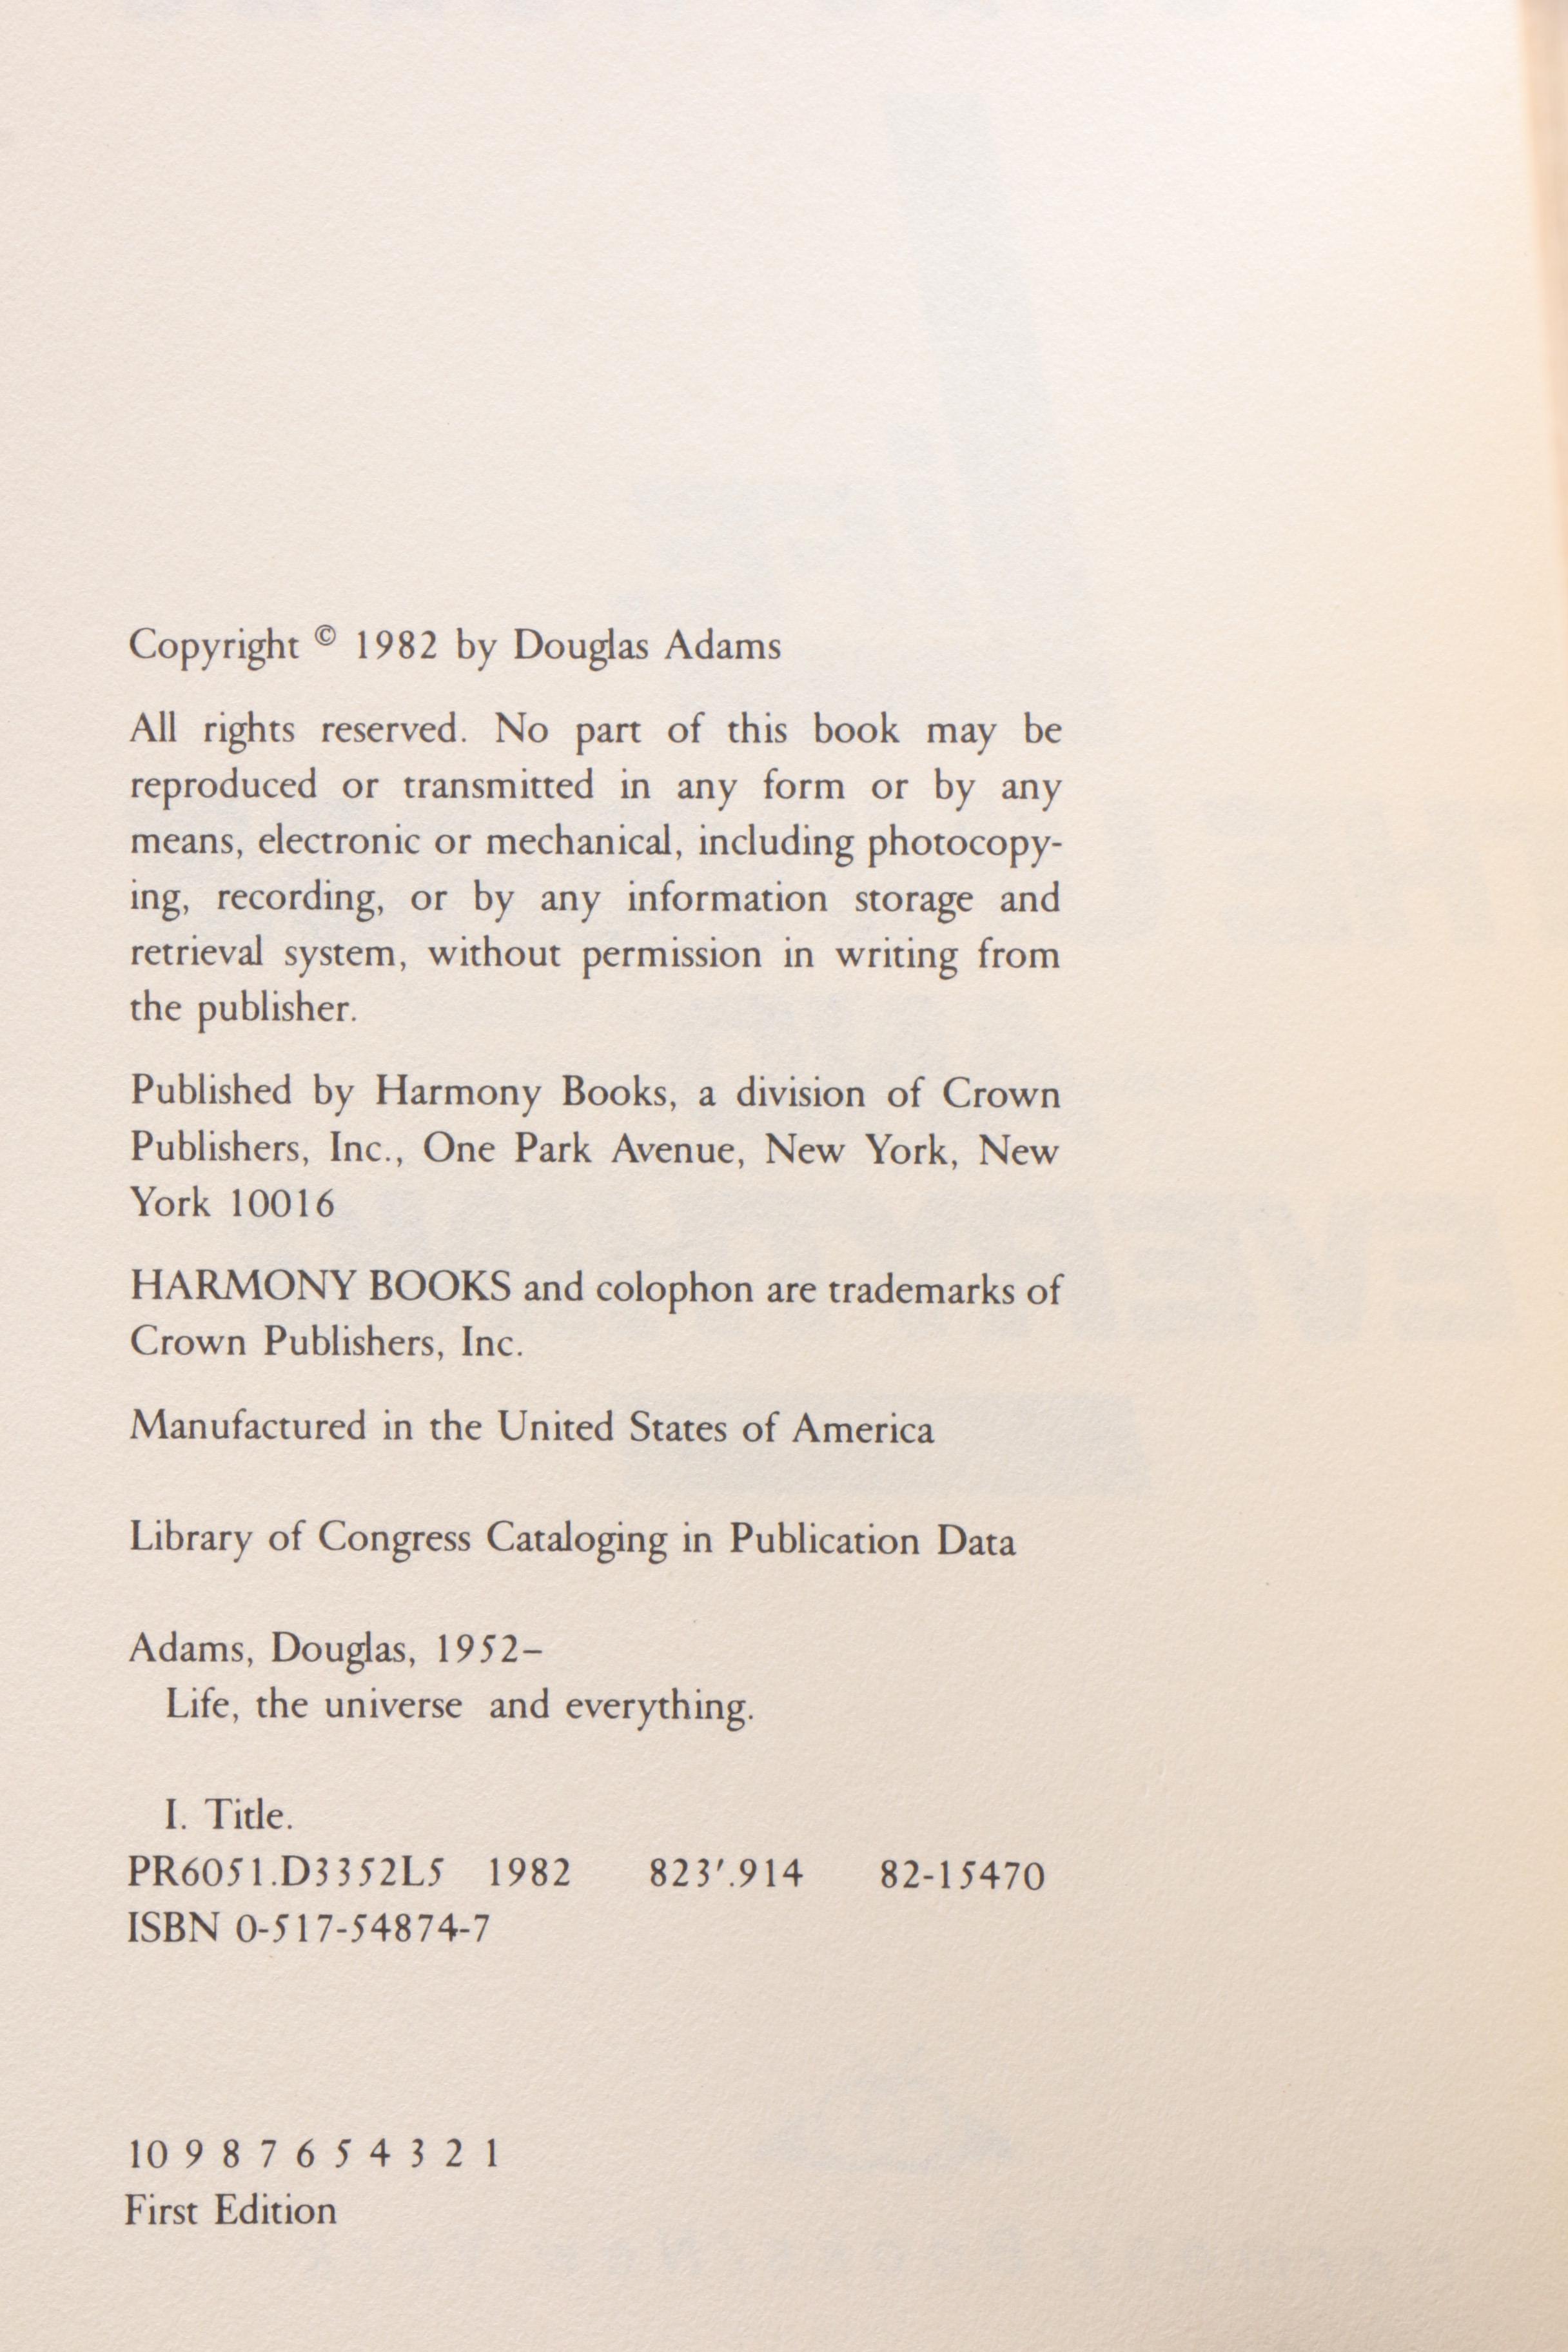 Copyright © 1982 by Douglas Adams
All rights reserved. No part of this book may be
reproduced or transmitted in any form or by any
means, electronic or mechanical, including photocopy-
ing, recording, or by any information storage and
retrieval system, without permission in writing from
the publisher.
Published by Harmony Books, a division of Crown
Publishers, Inc., One Park Avenue, New York, New
York 10016
HARMONY BOOKS and colophon are trademarks of
Crown Publishers, Inc.
Manufactured in the United States of America
Library of Congress Cataloging in Publication Data
Adams, Douglas, 1952–
Life, the universe and everything.
I. Title.
PR6051.D3352L5 1982 823′.914 82-15470
ISBN 0-517-54874-7
10 9 8 7 6 5 4 3 2 1
First Edition